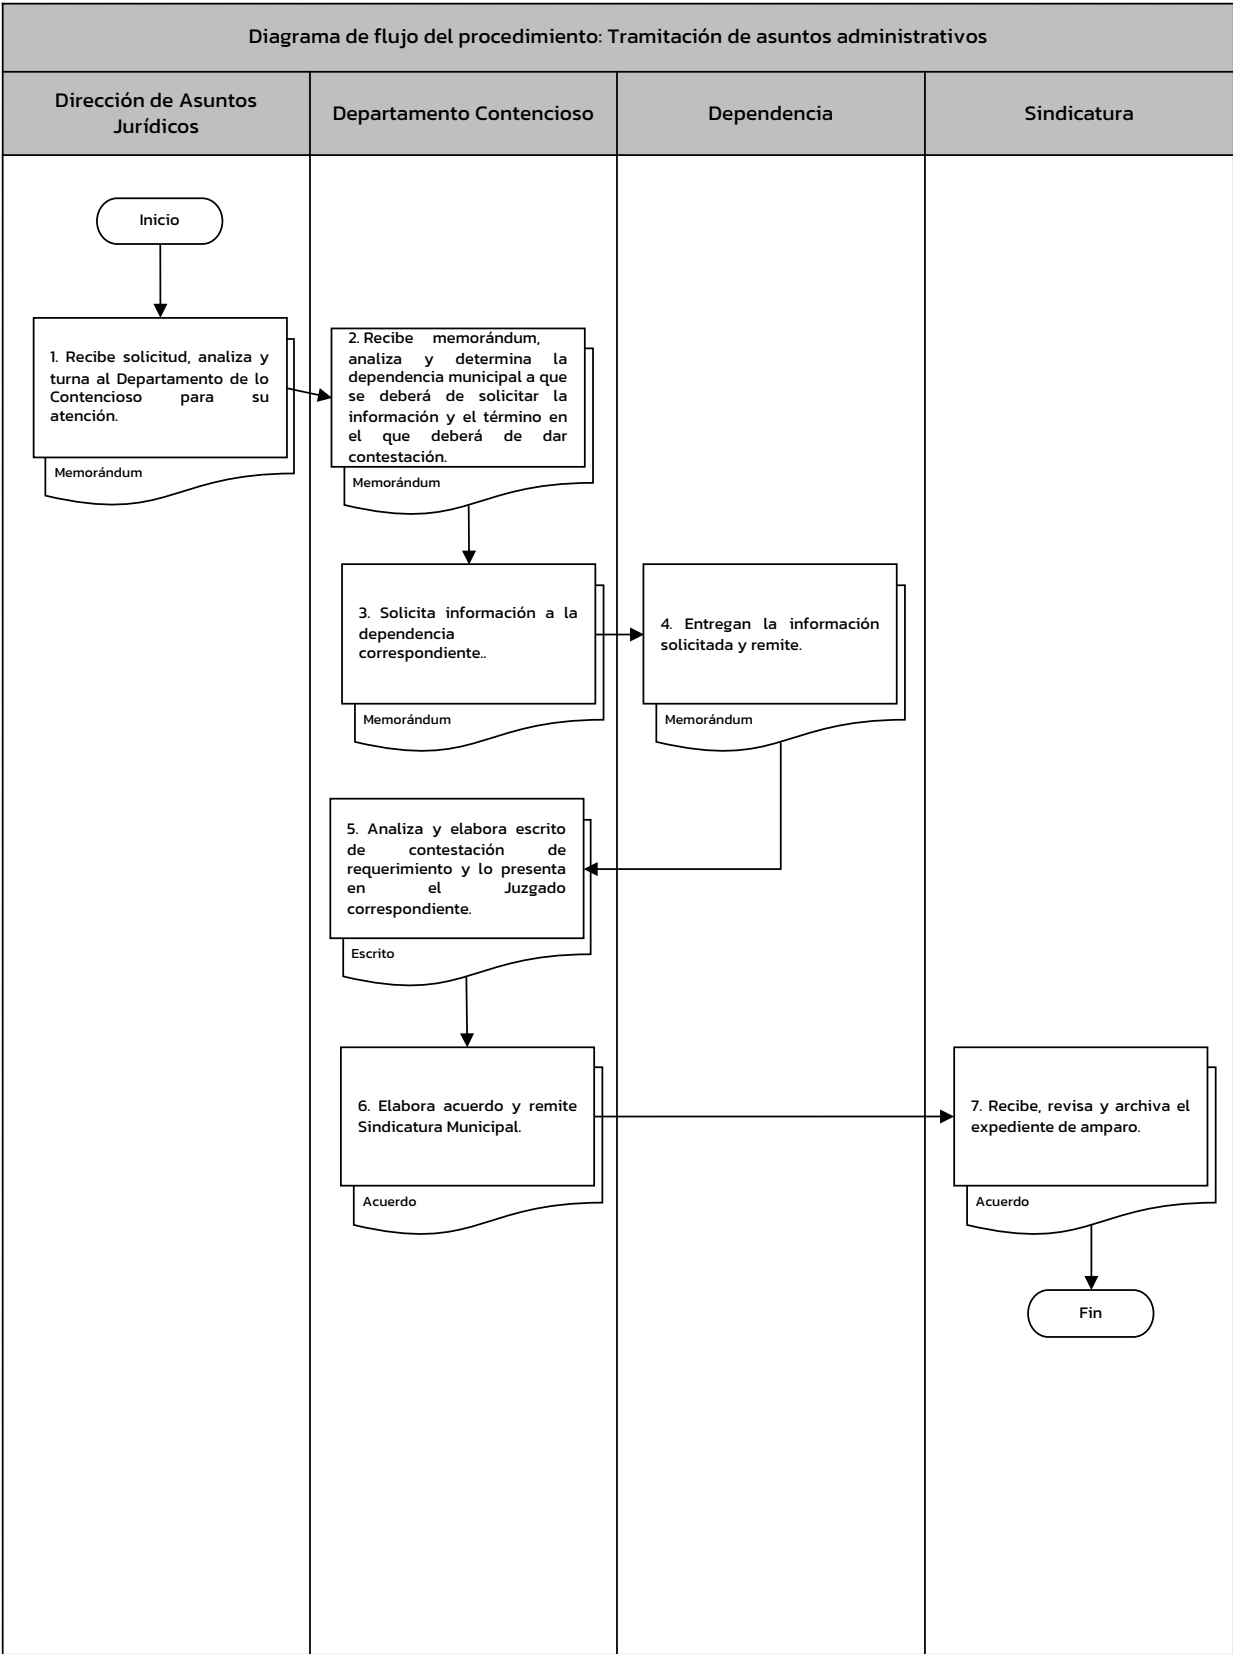 Diagrama de flujo del procedimiento: Tramitación de asuntos administrativos
Dirección de Asuntos
Jurídicos
Departamento Contencioso
Dependencia
Sindicatura
Inicio
1. Recibe solicitud, analiza y
turna al Departamento de lo
Contencioso para su
atención.
Memorándum
2. Recibe memorándum,
analiza y determina la
dependencia municipal a que
se deberá de solicitar la
información y el término en
el que deberá de dar
contestación.
Memorándum
3. Solicita información a la
dependencia
correspondiente..
Memorándum
4. Entregan la información
solicitada y remite.
Memorándum
5. Analiza y elabora escrito
de contestación de
requerimiento y lo presenta
en el Juzgado
correspondiente.
Escrito
6. Elabora acuerdo y remite
Sindicatura Municipal.
Acuerdo
7. Recibe, revisa y archiva el
expediente de amparo.
Acuerdo
Fin